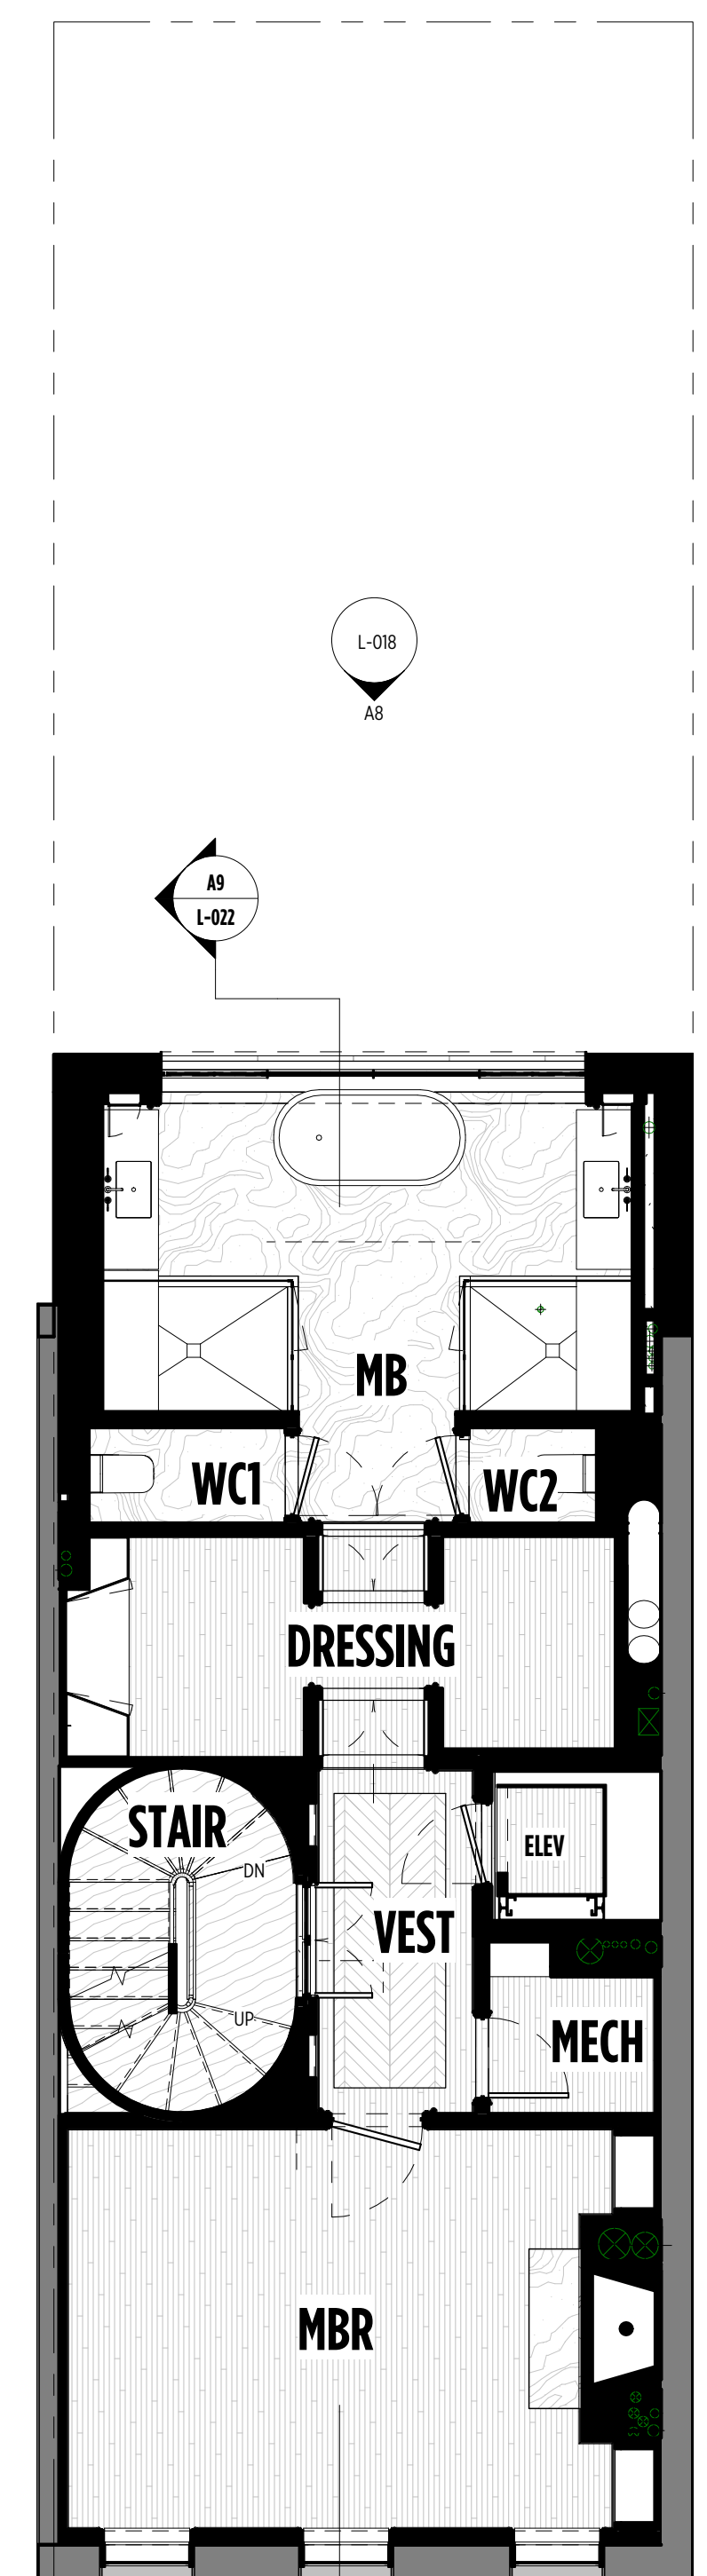 L-018
A8
A9
L-022
MB
WC1
WC2
DRESSING
STAIR
DN
ELEV
VEST
UP
MECH
MBR